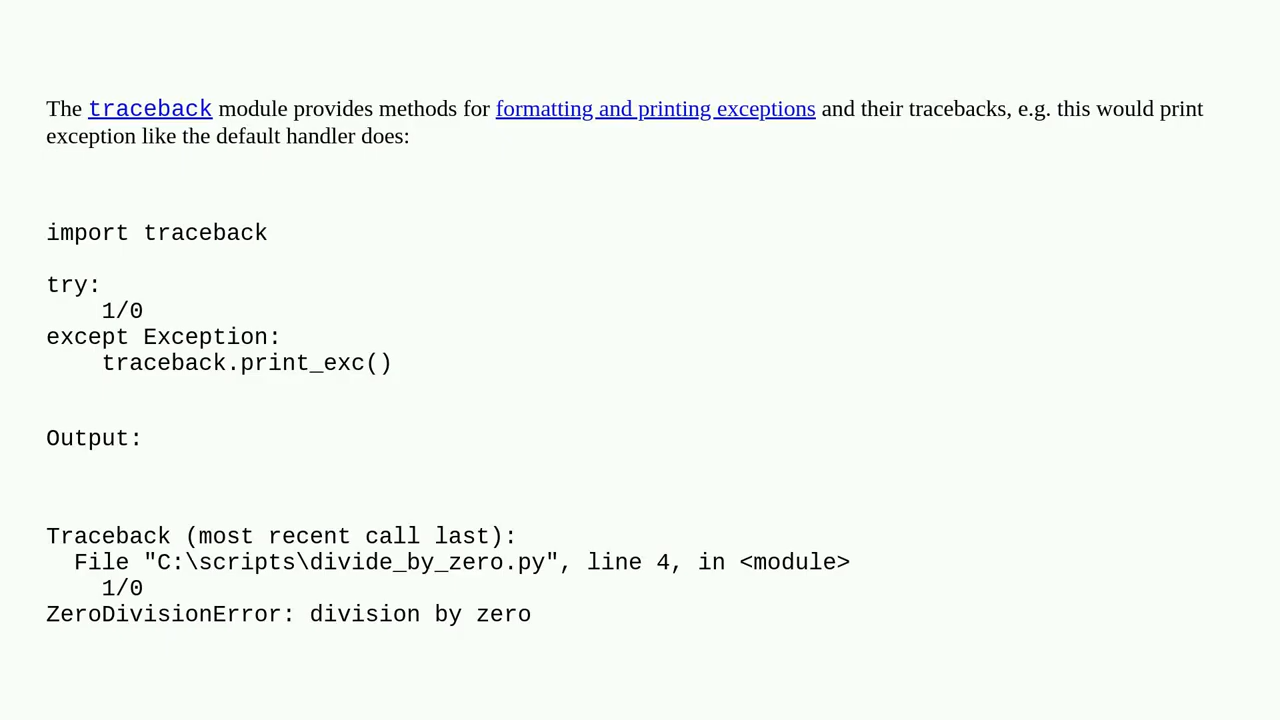 The traceback module provides methods for formatting and printing exceptions and their tracebacks, e.g. this would print
exception like the default handler does:
import traceback
try:
    1/0
except Exception:
    traceback.print_exc()
Output:
Traceback (most recent call last):
  File "C:\scripts\divide_by_zero.py", line 4, in <module>
    1/0
ZeroDivisionError: division by zero